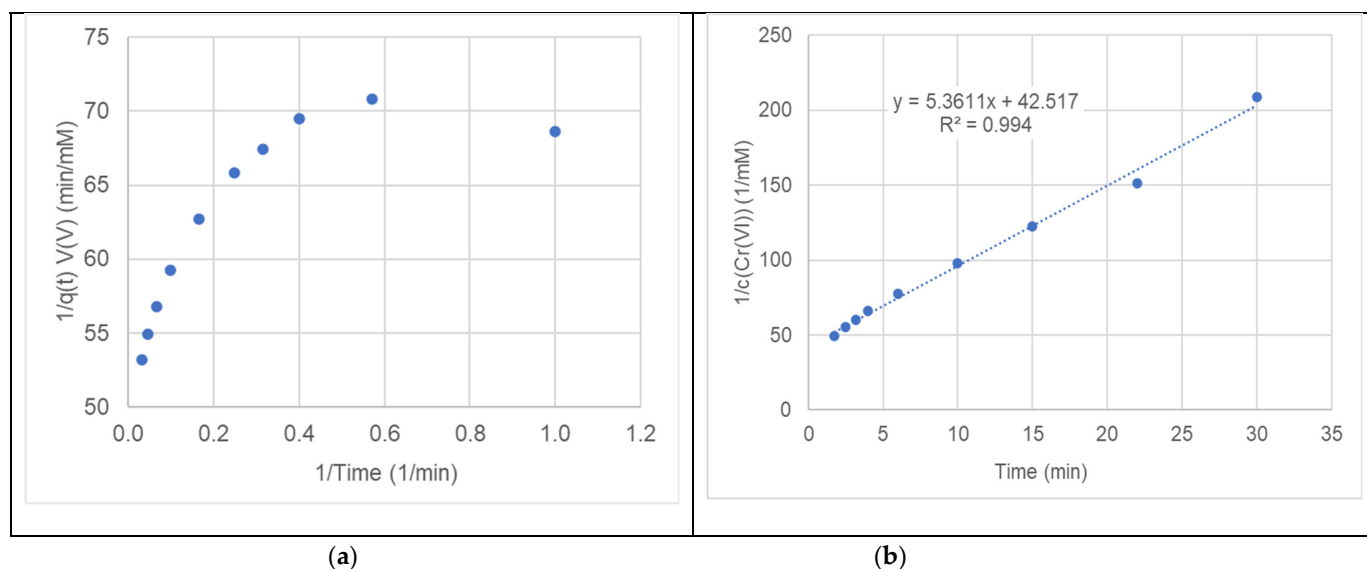 75
70
65
60
55
50
0.0 0.2 0.4 0.6 0.8 1.0 1.2
1/q(t) V(V) (min/mM)
1/Time (1/min)
(a)
250
200
150
100
50
0
0 5 10 15 20 25 30 35
1/c(Cr(VI)) (1/mM)
y = 5.3611x + 42.517
R² = 0.994
Time (min)
(b)